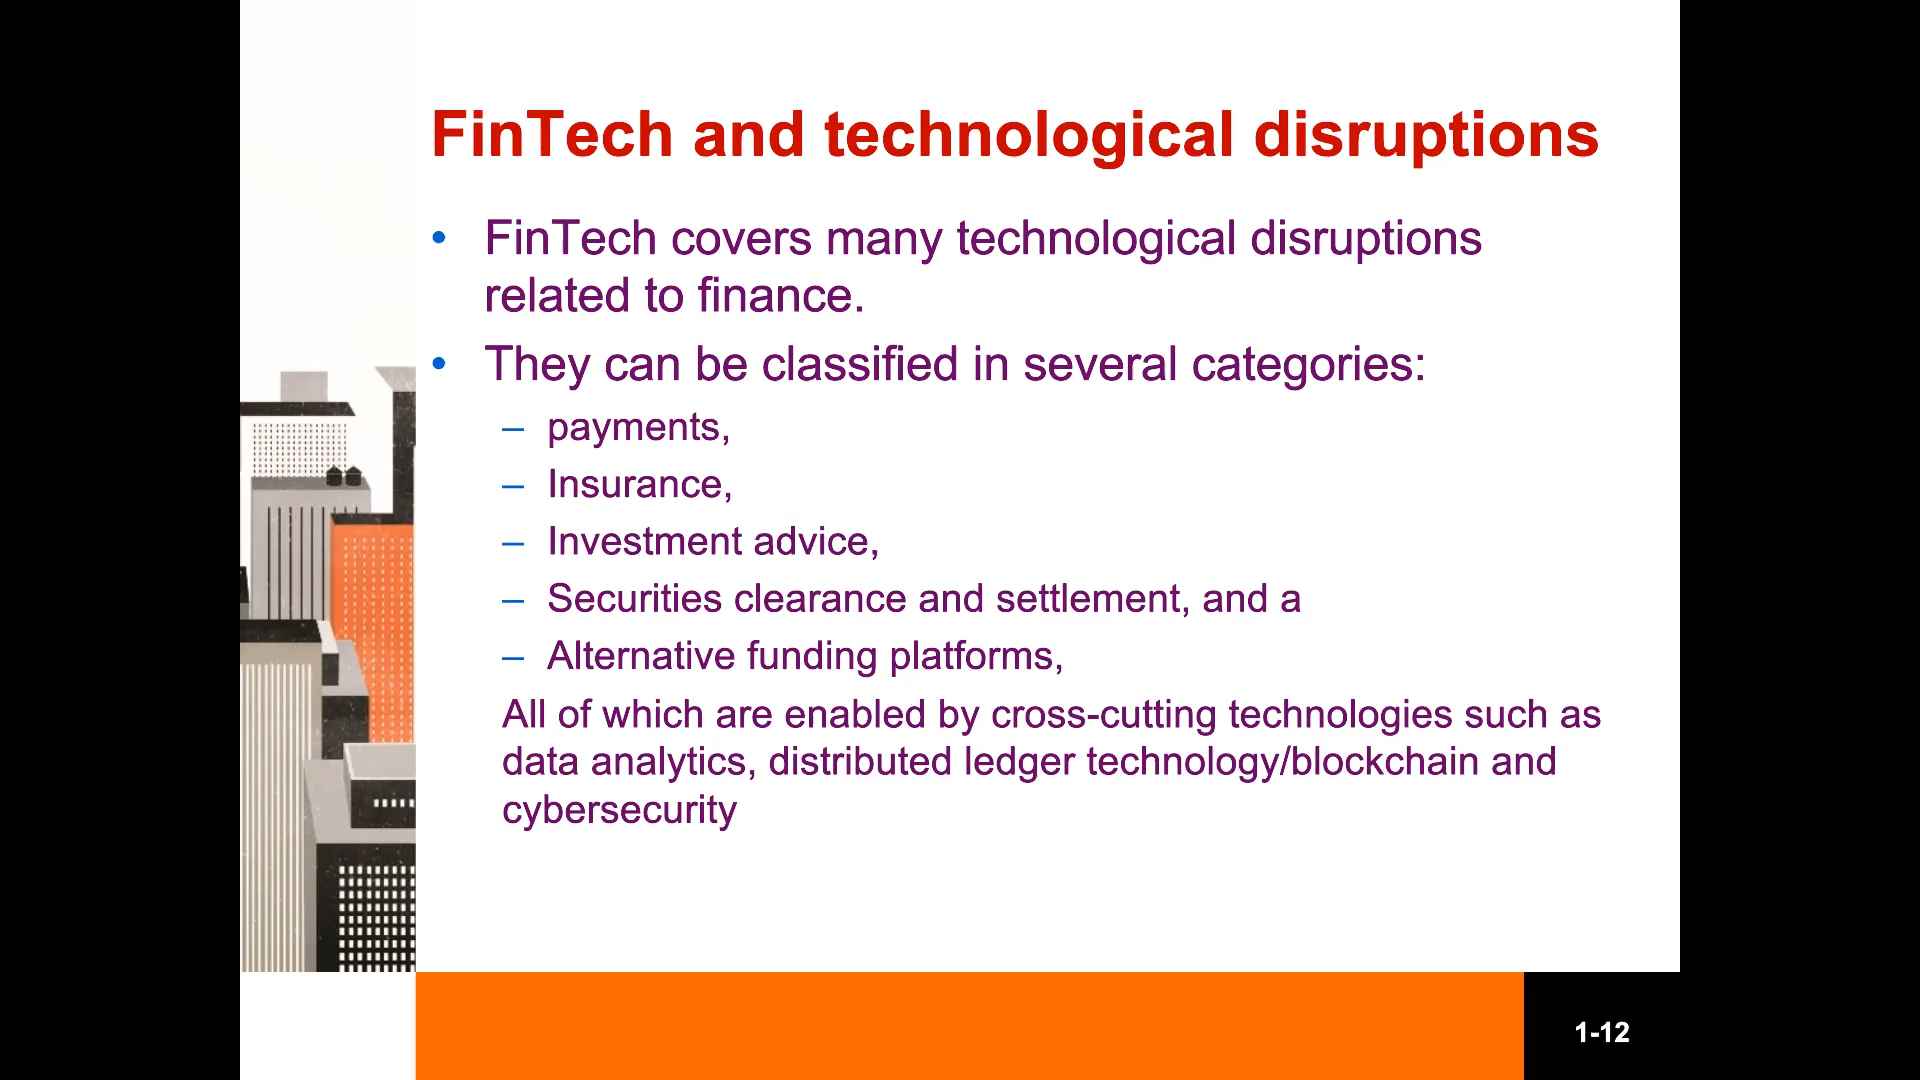 FinTech and technological disruptions
• FinTech covers many technological disruptions
related to finance.
• They can be classified in several categories:
– payments,
– Insurance,
– Investment advice,
– Securities clearance and settlement, and a
– Alternative funding platforms,
All of which are enabled by cross-cutting technologies such as
data analytics, distributed ledger technology/blockchain and
cybersecurity
1-12